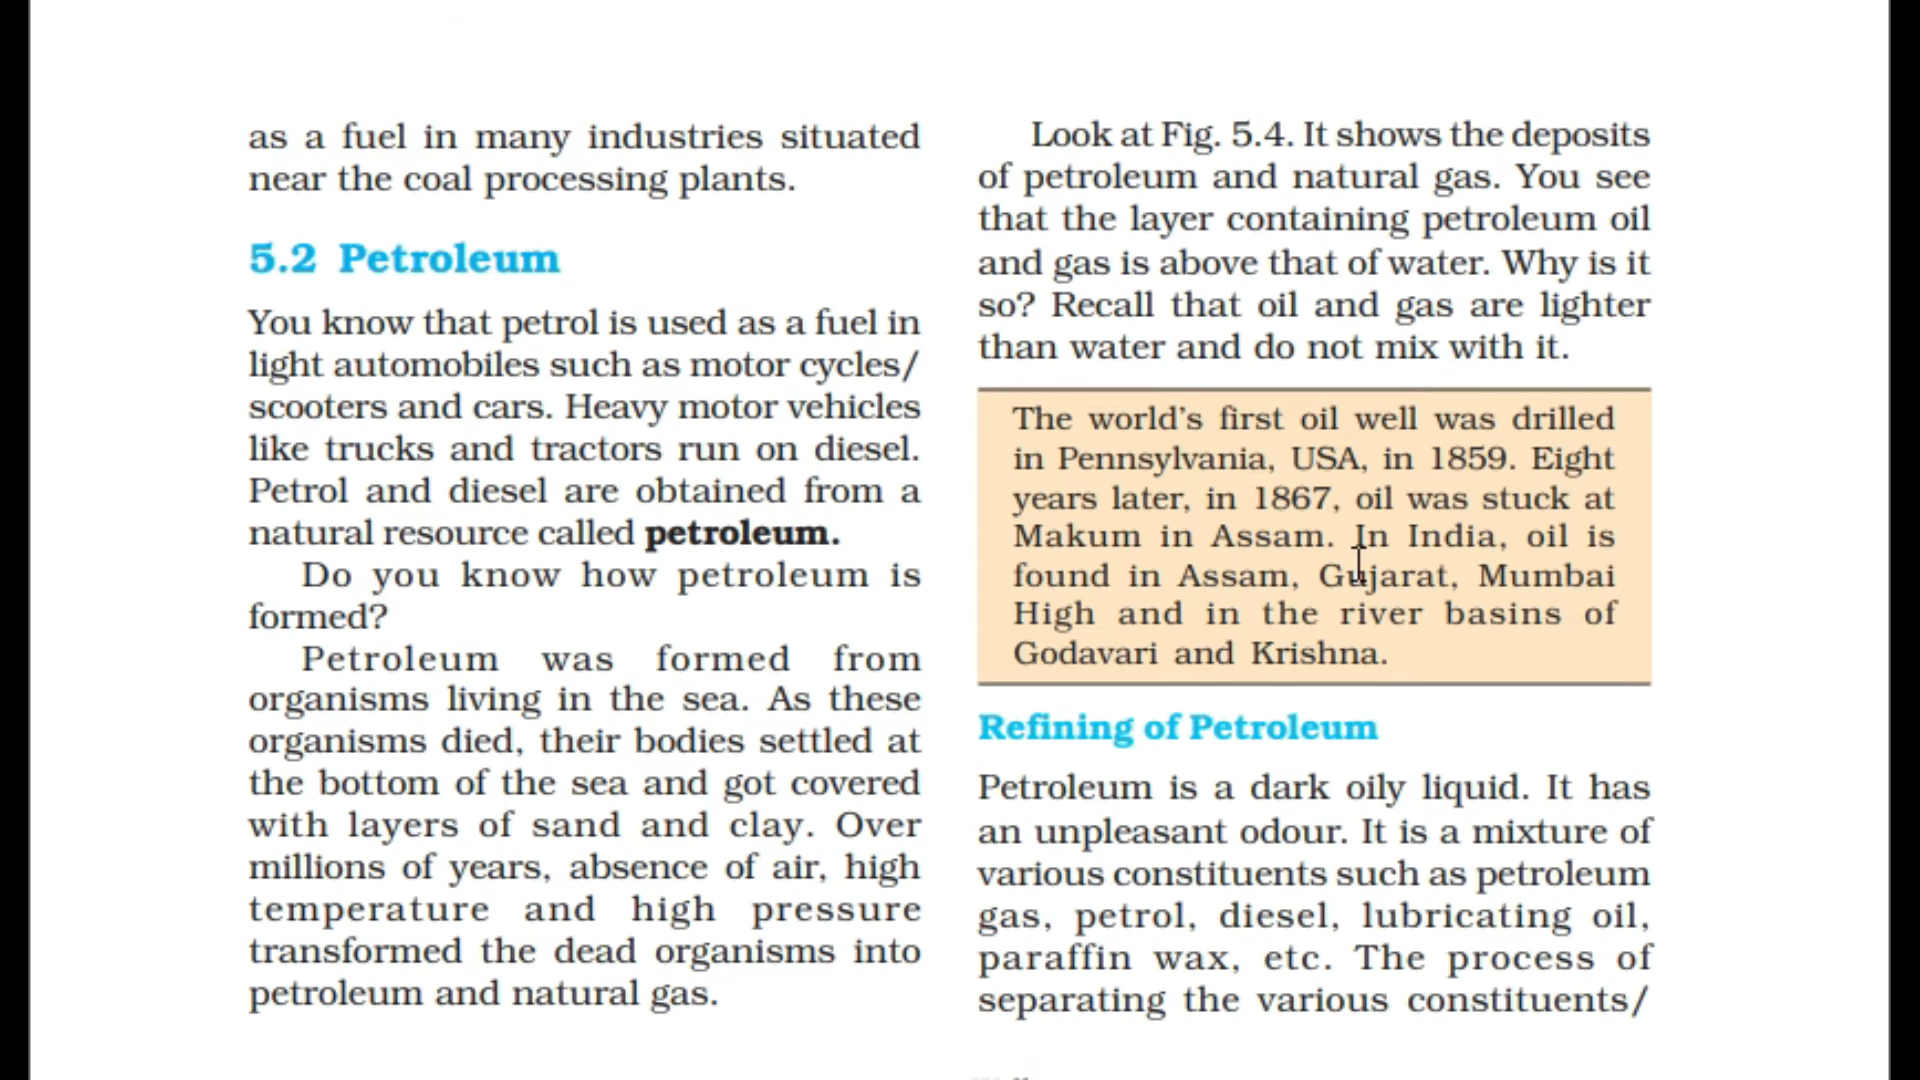 as a fuel in many industries situated
near the coal processing plants.
5.2 Petroleum
You know that petrol is used as a fuel in
light automobiles such as motor cycles/
scooters and cars. Heavy motor vehicles
like trucks and tractors run on diesel.
Petrol and diesel are obtained from a
natural resource called petroleum.
Do you know how petroleum is
formed?
Petroleum was formed from
organisms living in the sea. As these
organisms died, their bodies settled at
the bottom of the sea and got covered
with layers of sand and clay. Over
millions of years, absence of air, high
temperature and high pressure
transformed the dead organisms into
petroleum and natural gas.
Look at Fig. 5.4. It shows the deposits
of petroleum and natural gas. You see
that the layer containing petroleum oil
and gas is above that of water. Why is it
so? Recall that oil and gas are lighter
than water and do not mix with it.
The world's first oil well was drilled
in Pennsylvania, USA, in 1859. Eight
years later, in 1867, oil was stuck at
Makum in Assam. In India, oil is
found in Assam, Gujarat, Mumbai
High and in the river basins of
Godavari and Krishna.
Refining of Petroleum
Petroleum is a dark oily liquid. It has
an unpleasant odour. It is a mixture of
various constituents such as petroleum
gas, petrol, diesel, lubricating oil,
paraffin wax, etc. The process of
separating the various constituents/